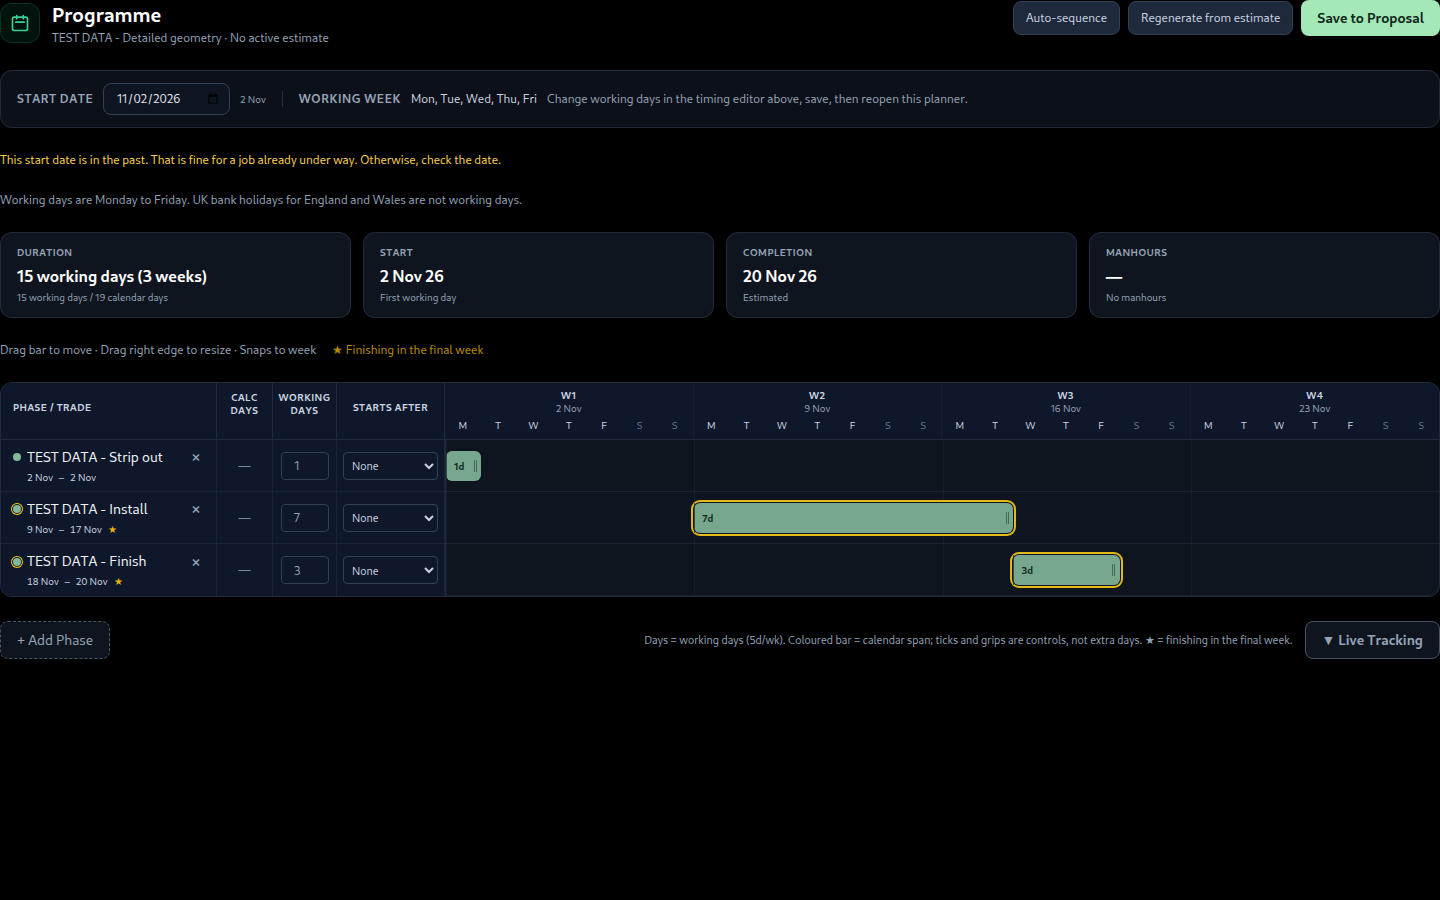 Programme
TEST DATA - Detailed geometry · No active estimate
Auto-sequence
Regenerate from estimate
Save to Proposal
START DATE 11/02/2026 2 Nov WORKING WEEK Mon, Tue, Wed, Thu, Fri Change working days in the timing editor above, save, then reopen this planner.
This start date is in the past. That is fine for a job already under way. Otherwise, check the date.
Working days are Monday to Friday. UK bank holidays for England and Wales are not working days.
DURATION
15 working days (3 weeks)
15 working days / 19 calendar days
START
2 Nov 26
First working day
COMPLETION
20 Nov 26
Estimated
MANHOURS
—
No manhours
Drag bar to move · Drag right edge to resize · Snaps to week ★ Finishing in the final week
PHASE / TRADE
CALC
DAYS
WORKING
DAYS
STARTS AFTER
W1
2 Nov
M T W T F S S
W2
9 Nov
M T W T F S S
W3
16 Nov
M T W T F S S
W4
23 Nov
M T W T F S S
TEST DATA - Strip out ×
2 Nov – 2 Nov
— 1 None 1d
TEST DATA - Install ×
9 Nov – 17 Nov ★
— 7 None 7d
TEST DATA - Finish ×
18 Nov – 20 Nov ★
— 3 None 3d
+ Add Phase
Days = working days (5d/wk). Coloured bar = calendar span; ticks and grips are controls, not extra days. ★ = finishing in the final week.
▼ Live Tracking